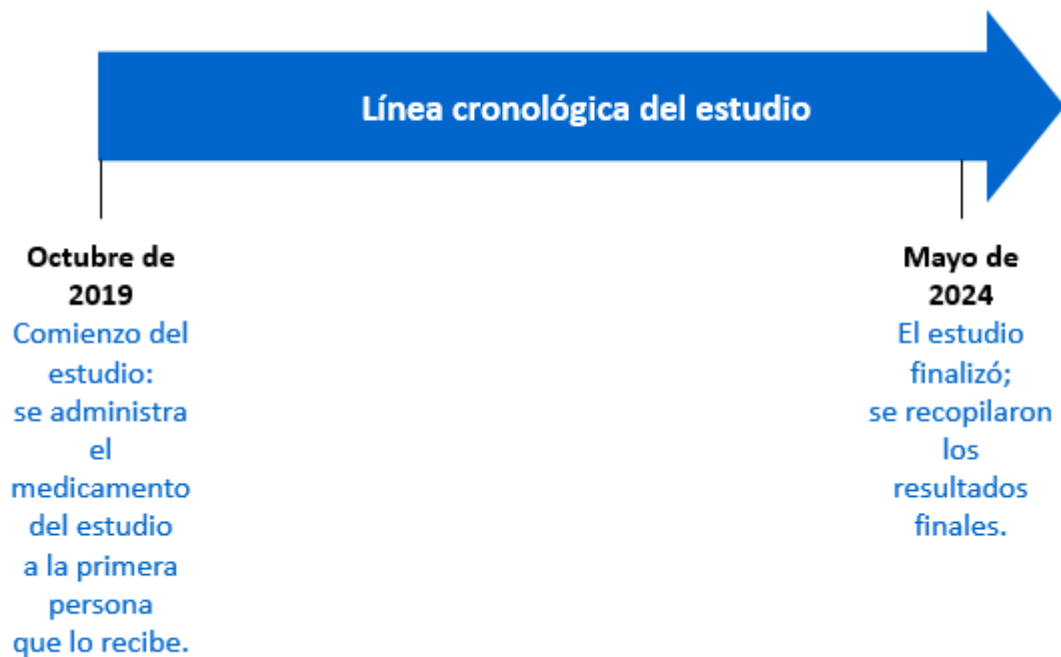 Línea cronológica del estudio
Octubre de
2019
Comienzo del
estudio:
se administra
el
medicamento
del estudio
a la primera
persona
que lo recibe.
Mayo de
2024
El estudio
finalizó;
se recopilaron
los
resultados
finales.